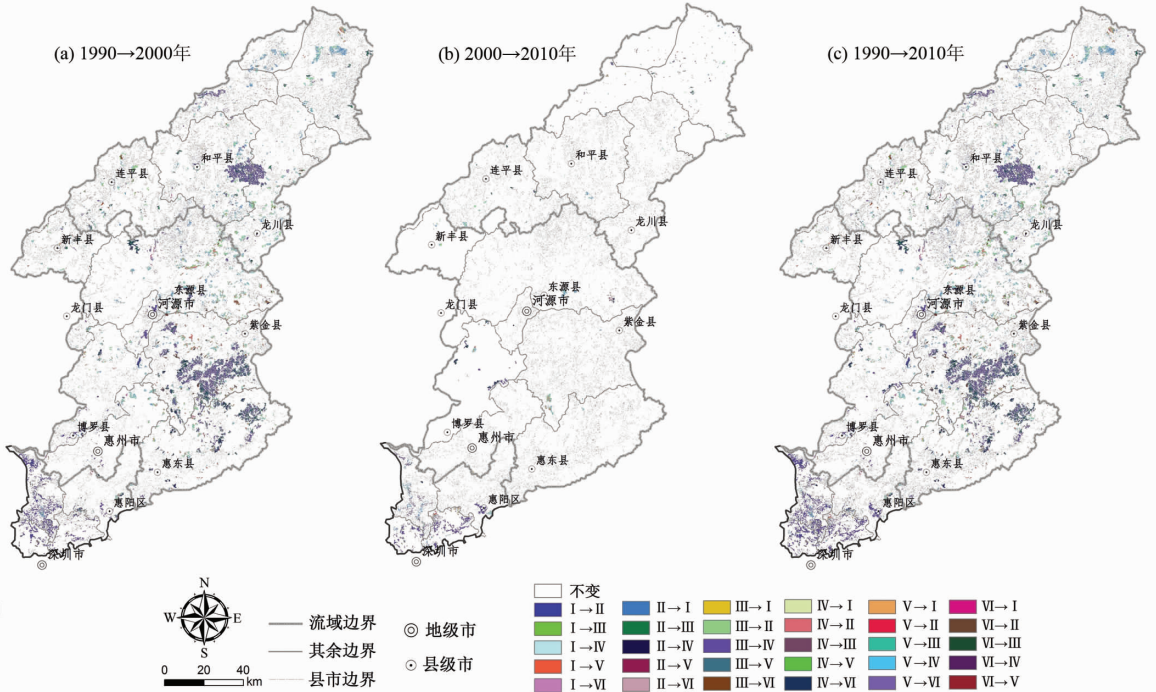 (a) 1990→2000年
和平县
连平县
龙川县
新丰县
东源县
河源市
龙门县
紫金县
博罗县
惠州市
惠东县
惠阳区
深圳市
(b) 2000→2010年
和平县
连平县
龙川县
新丰县
东源县
河源市
龙门县
紫金县
博罗县
惠州市
惠东县
惠阳区
深圳市
(c) 1990→2010年
和平县
连平县
龙川县
新丰县
东源县
河源市
龙门县
紫金县
博罗县
惠州市
惠东县
惠阳区
深圳市
N
W E
S
0 20 40
km
流域边界
其余边界
县市边界
地级市
县级市
不变
Ⅰ→Ⅱ Ⅱ→Ⅰ Ⅲ→Ⅰ Ⅳ→Ⅰ Ⅴ→Ⅰ Ⅵ→Ⅰ
Ⅰ→Ⅲ Ⅱ→Ⅲ Ⅲ→Ⅱ Ⅳ→Ⅱ Ⅴ→Ⅱ Ⅵ→Ⅱ
Ⅰ→Ⅳ Ⅱ→Ⅳ Ⅲ→Ⅳ Ⅳ→Ⅲ Ⅴ→Ⅲ Ⅵ→Ⅲ
Ⅰ→Ⅴ Ⅱ→Ⅴ Ⅲ→Ⅴ Ⅳ→Ⅴ Ⅴ→Ⅳ Ⅵ→Ⅳ
Ⅰ→Ⅵ Ⅱ→Ⅵ Ⅲ→Ⅵ Ⅳ→Ⅵ Ⅴ→Ⅵ Ⅵ→Ⅴ